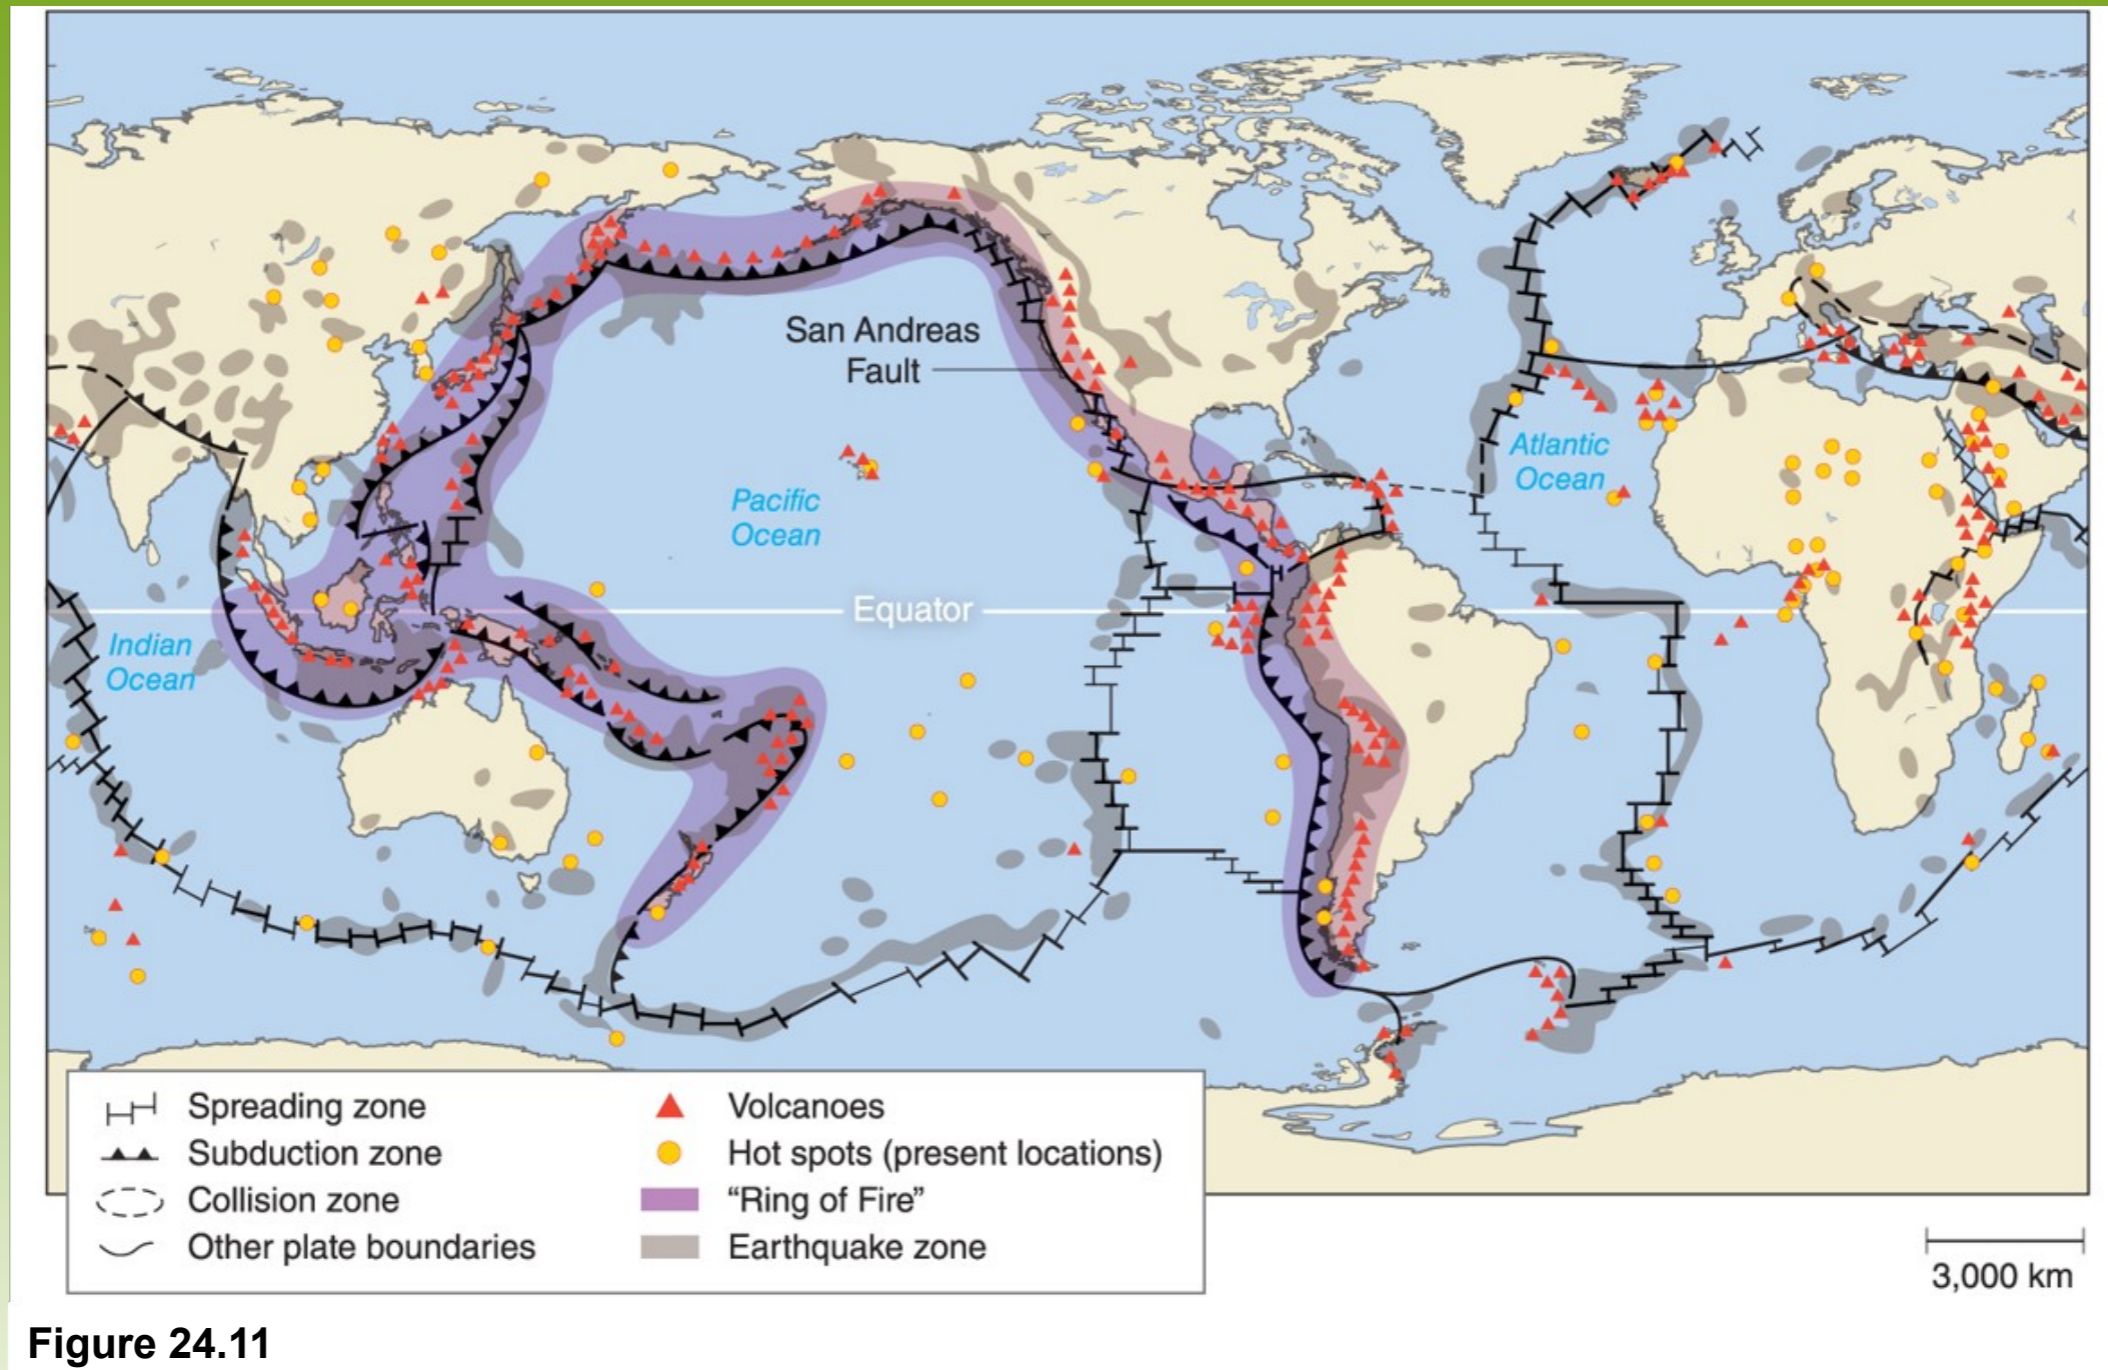 San Andreas
Fault
Pacific
Ocean
Atlantic
Ocean
Equator
Indian
Ocean
Spreading zone
Subduction zone
Collision zone
Other plate boundaries
Volcanoes
Hot spots (present locations)
“Ring of Fire”
Earthquake zone
3,000 km
Figure 24.11